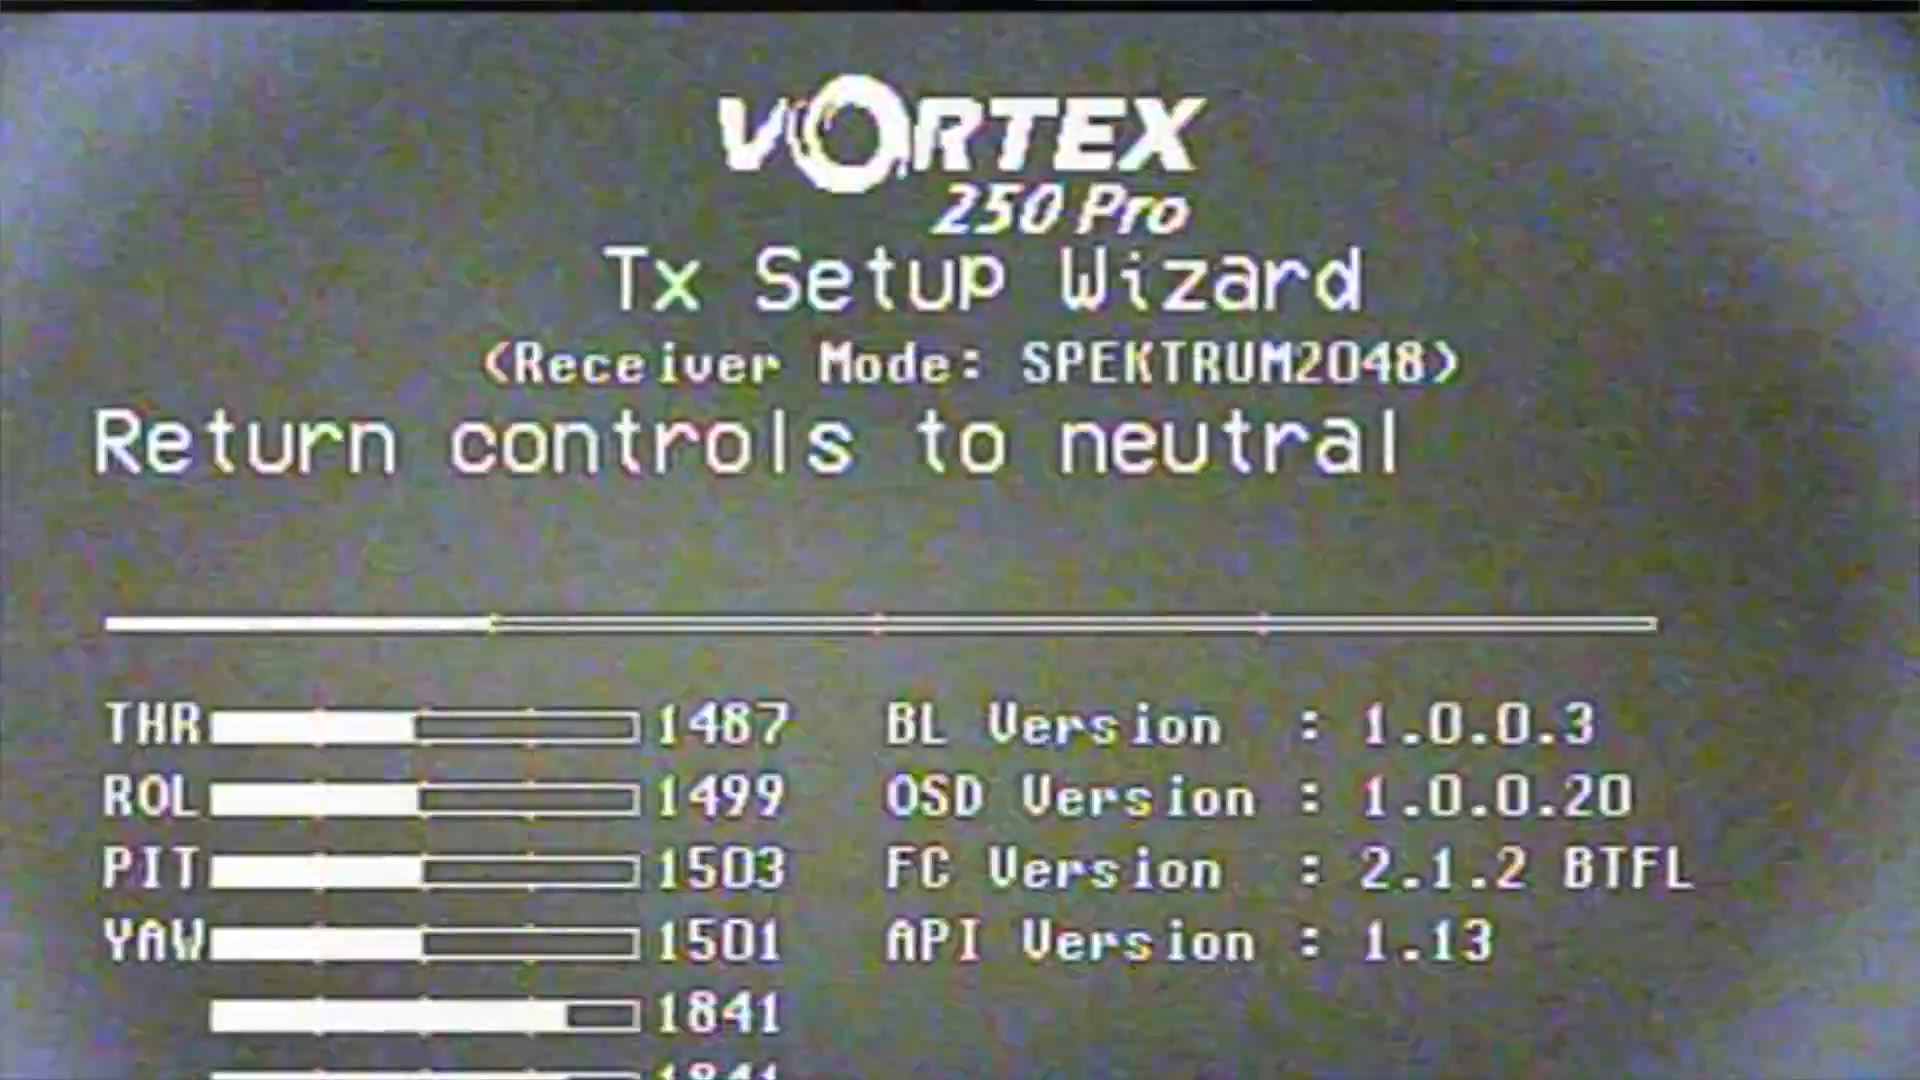 VORTEX
250 Pro
Tx Setup Wizard
(Receiver Mode: SPEKTRUM2048)
Return controls to neutral
THR 1487 BL Version : 1.0.0.3
ROL 1499 OSD Version : 1.0.0.20
PIT 1503 FC Version : 2.1.2 BTFL
YAW 1501 API Version : 1.13
1841
1841